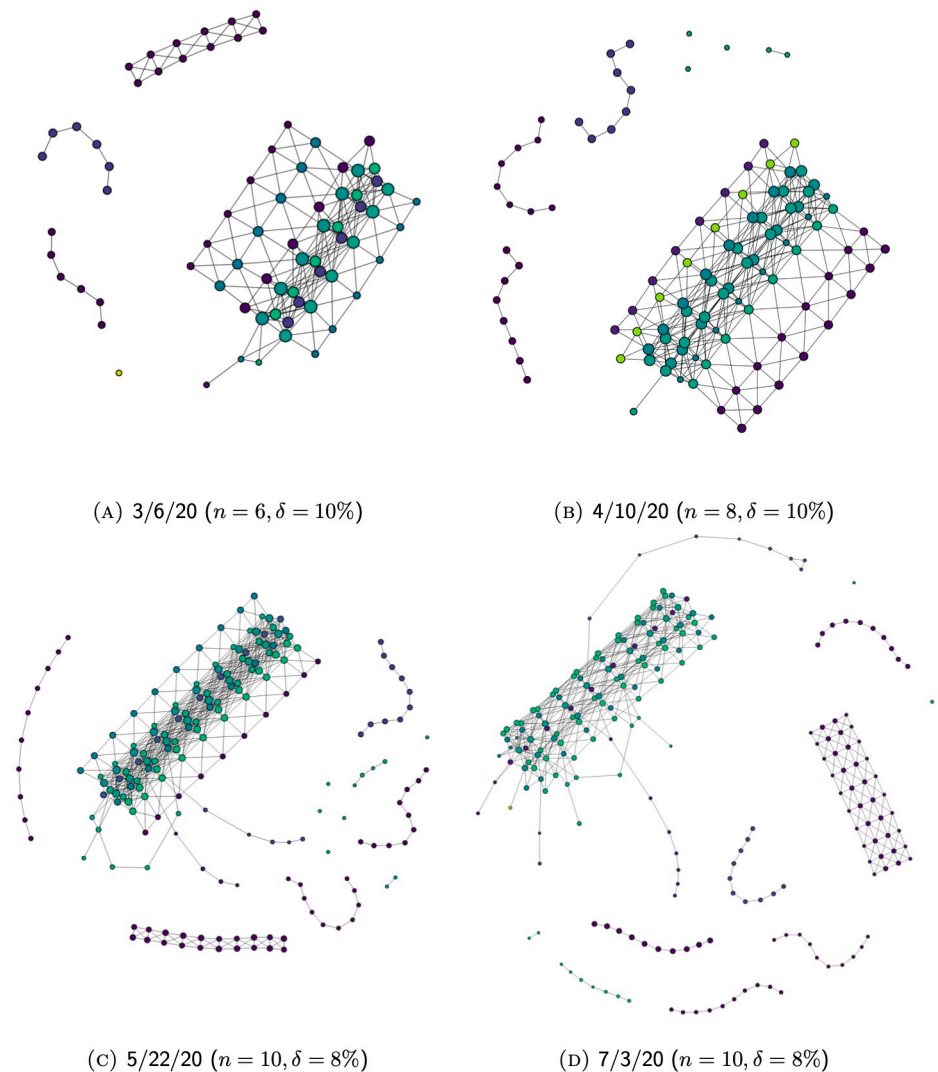 (A) 3/6/20 (n = 6, δ = 10%)
(B) 4/10/20 (n = 8, δ = 10%)
(C) 5/22/20 (n = 10, δ = 8%)
(D) 7/3/20 (n = 10, δ = 8%)